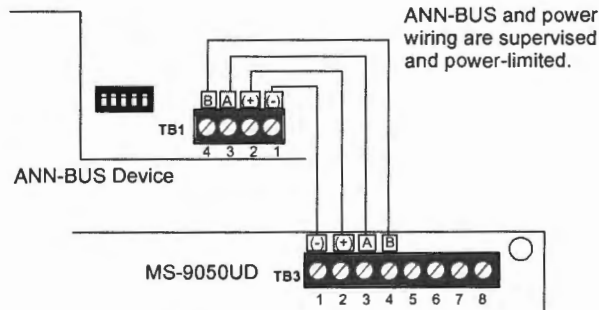 ANN-BUS and power
wiring are supervised
and power-limited.
B A (+) (-)
TB1
4 3 2 1
ANN-BUS Device
(-) (+) A B
MS-9050UD TB3
1 2 3 4 5 6 7 8